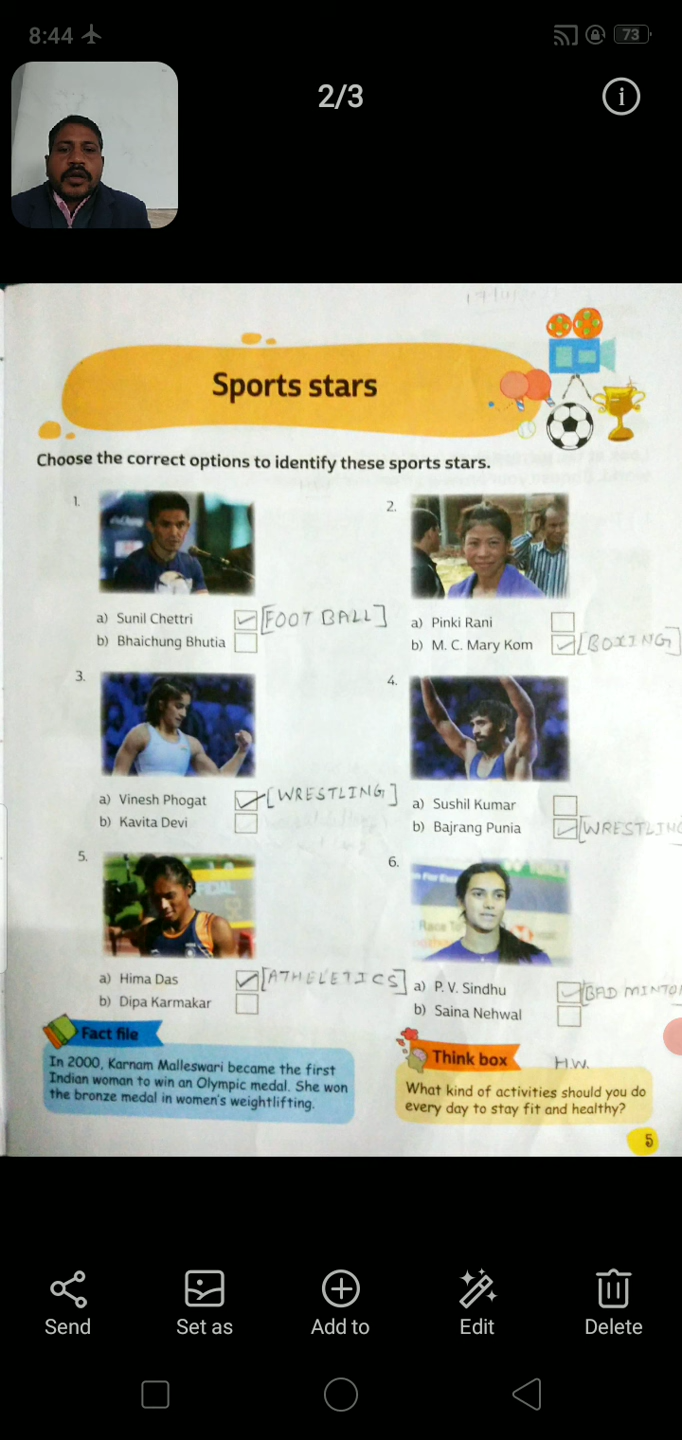 8:44
73
2/3
Sports stars
Choose the correct options to identify these sports stars.
1.
a) Sunil Chettri [FOOT BALL]
b) Bhaichung Bhutia
2.
a) Pinki Rani
b) M. C. Mary Kom [BOXING]
3.
a) Vinesh Phogat [WRESTLING]
b) Kavita Devi
4.
a) Sushil Kumar
b) Bajrang Punia [WRESTLING
5.
a) Hima Das [ATHELETICS]
b) Dipa Karmakar
6.
a) P. V. Sindhu [BAD MINTO
b) Saina Nehwal
Fact file
In 2000, Karnam Malleswari became the first
Indian woman to win an Olympic medal. She won
the bronze medal in women's weightlifting.
Think box H.W.
What kind of activities should you do
every day to stay fit and healthy?
5
Send Set as Add to Edit Delete